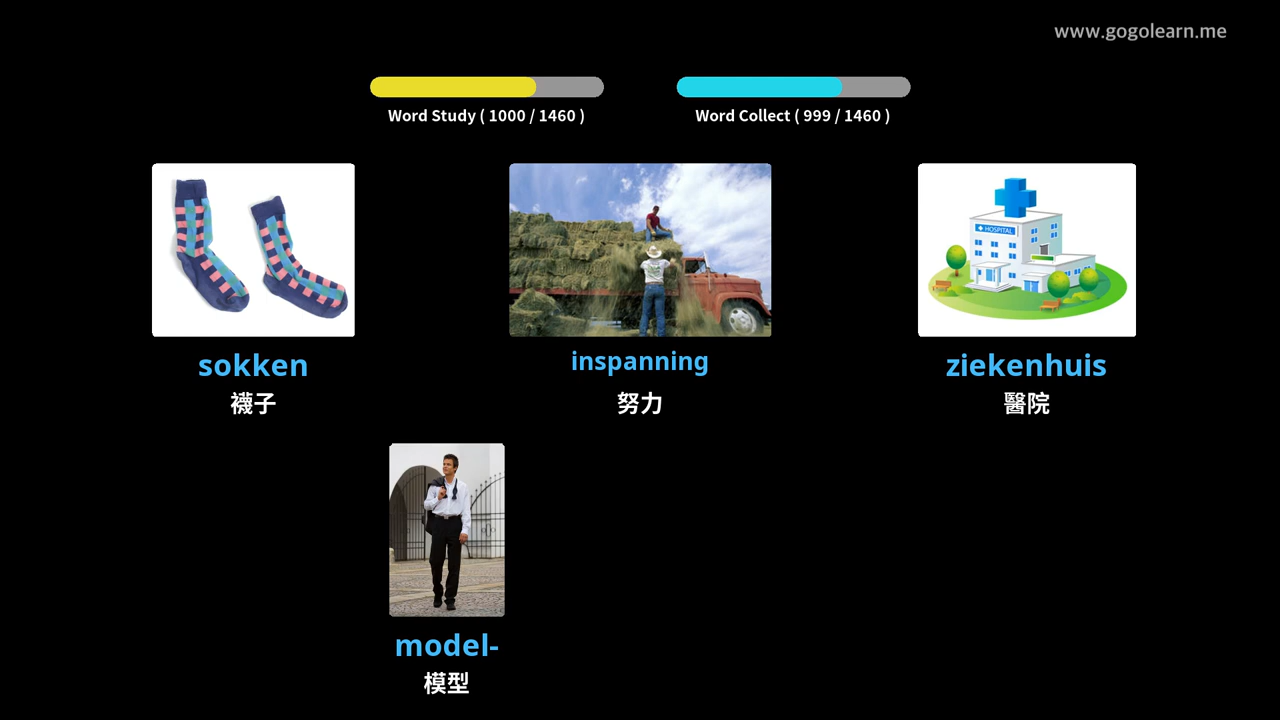 www.gogolearn.me
Word Study ( 1000 / 1460 )
Word Collect ( 999 / 1460 )
HOSPITAL
sokken
襪子
inspanning
努力
ziekenhuis
醫院
model-
模型